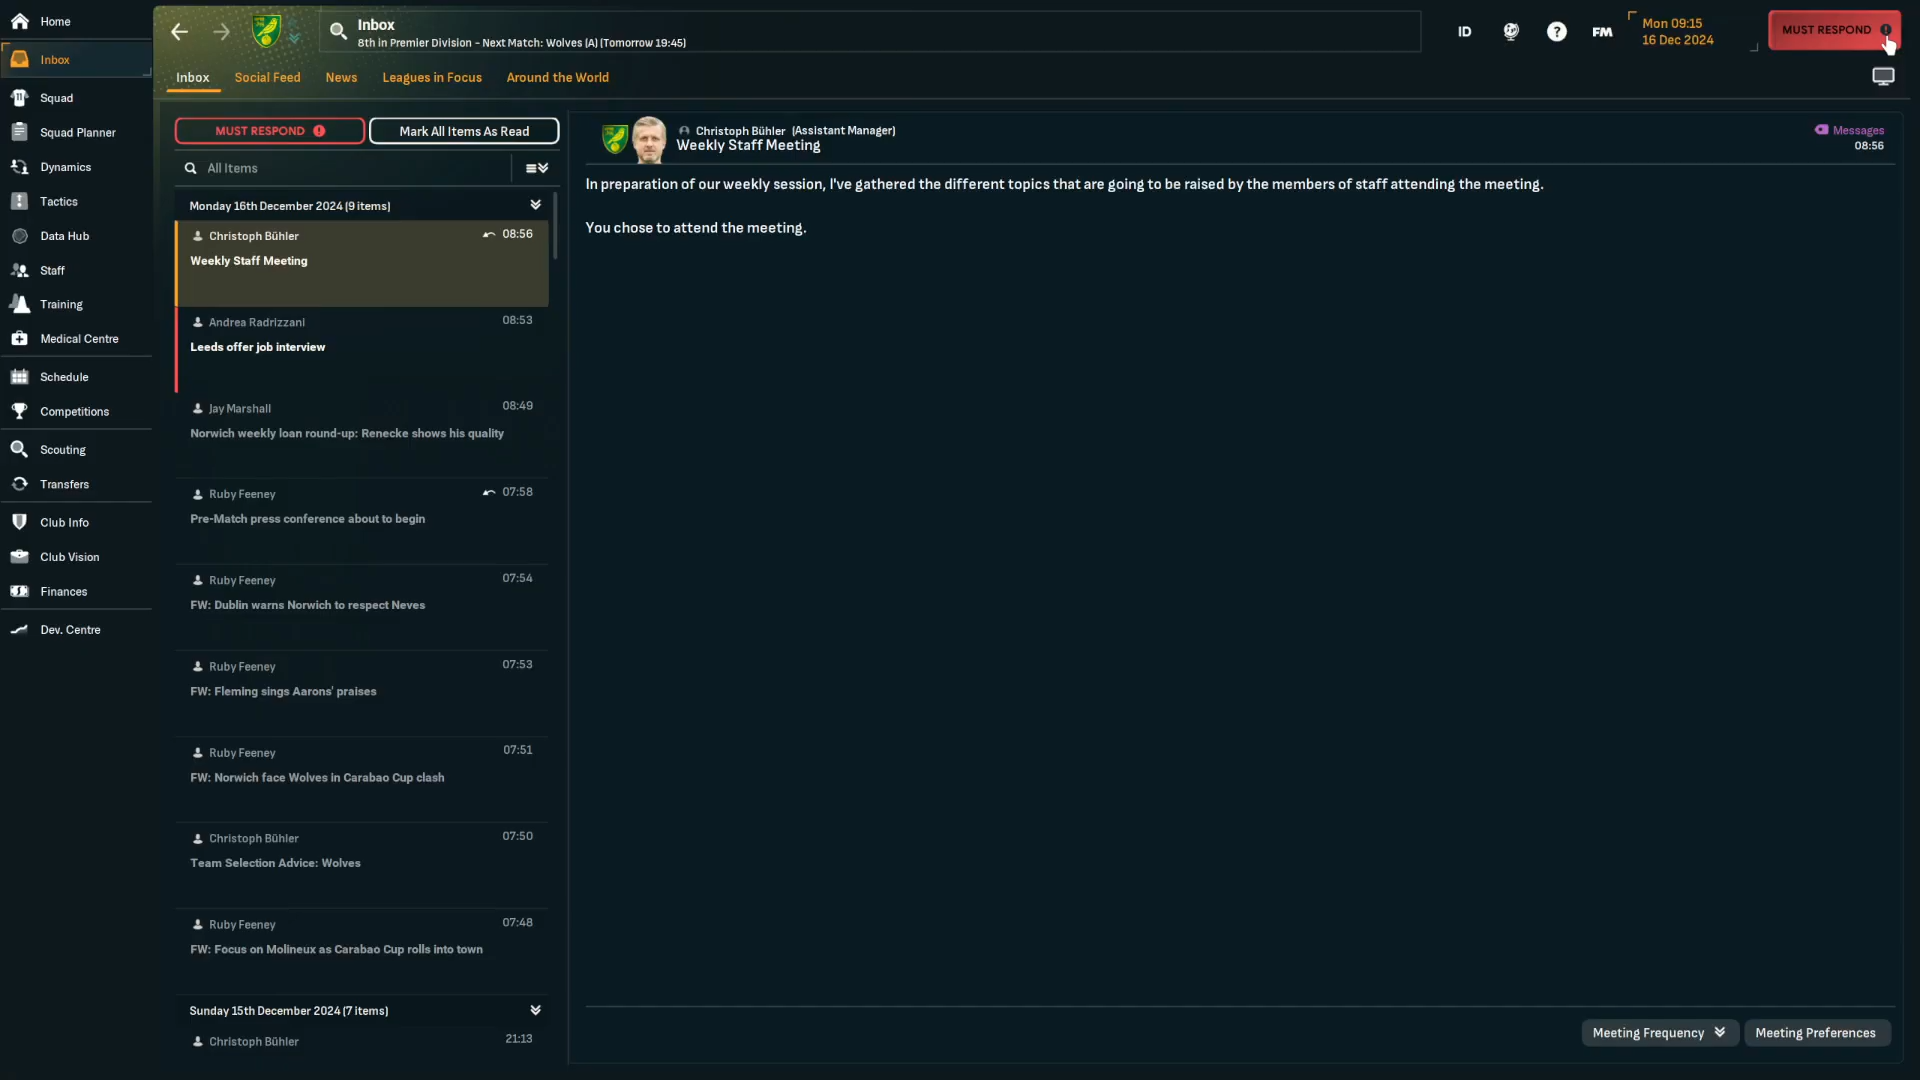 Home
Inbox
Squad
Squad Planner
Dynamics
Tactics
Data Hub
Staff
Training
Medical Centre
Schedule
Competitions
Scouting
Transfers
Club Info
Club Vision
Finances
Dev. Centre
Inbox
8th in Premier Division - Next Match: Wolves (A) (Tomorrow 19:45)
ID
FM
Mon 09:15
16 Dec 2024
MUST RESPOND
Inbox Social Feed News Leagues in Focus Around the World
MUST RESPOND Mark All Items As Read
All Items
Monday 16th December 2024 (9 items)
Christoph Bühler 08:56
Weekly Staff Meeting
Andrea Radrizzani 08:53
Leeds offer job interview
Jay Marshall 08:49
Norwich weekly loan round-up: Renecke shows his quality
Ruby Feeney 07:58
Pre-Match press conference about to begin
Ruby Feeney 07:54
FW: Dublin warns Norwich to respect Neves
Ruby Feeney 07:53
FW: Fleming sings Aarons' praises
Ruby Feeney 07:51
FW: Norwich face Wolves in Carabao Cup clash
Christoph Bühler 07:50
Team Selection Advice: Wolves
Ruby Feeney 07:48
FW: Focus on Molineux as Carabao Cup rolls into town
Sunday 15th December 2024 (7 items)
Christoph Bühler 21:13
Christoph Bühler (Assistant Manager)
Weekly Staff Meeting
Messages
08:56
In preparation of our weekly session, I've gathered the different topics that are going to be raised by the members of staff attending the meeting.
You chose to attend the meeting.
Meeting Frequency Meeting Preferences